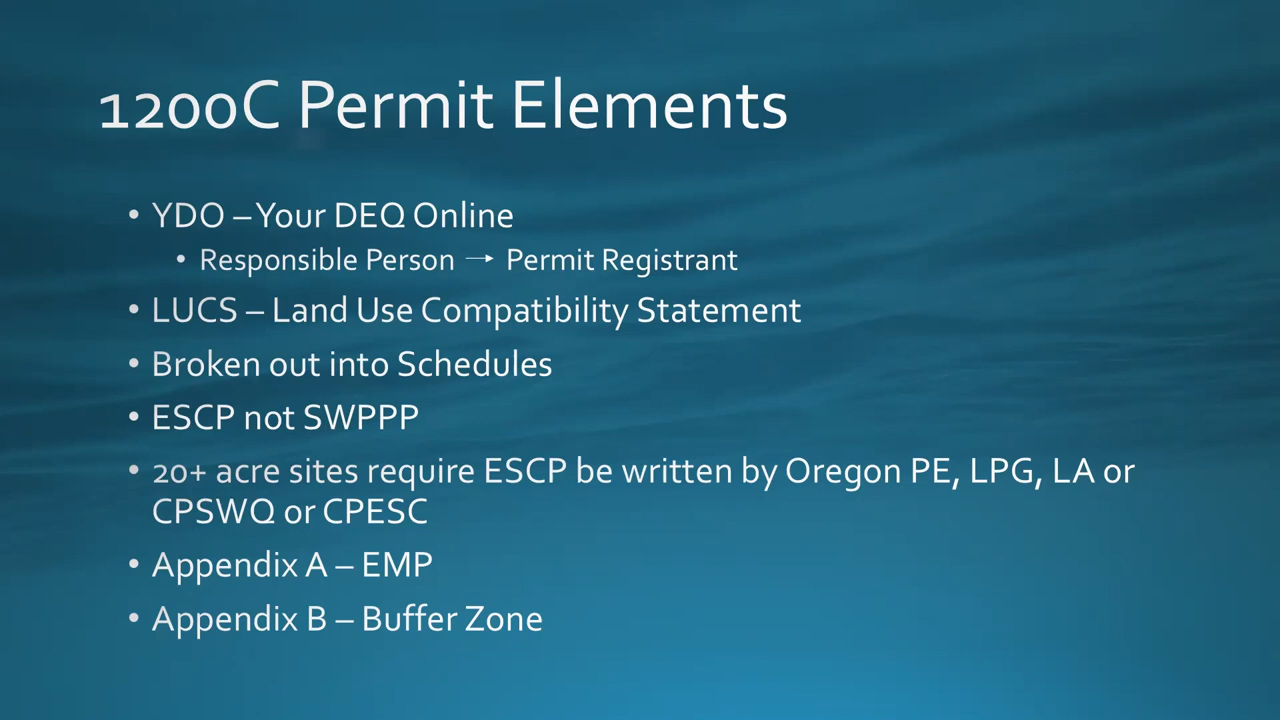 1200C Permit Elements
• YDO – Your DEQ Online
• Responsible Person → Permit Registrant
• LUCS – Land Use Compatibility Statement
• Broken out into Schedules
• ESCP not SWPPP
• 20+ acre sites require ESCP be written by Oregon PE, LPG, LA or
CPSWQ or CPESC
• Appendix A – EMP
• Appendix B – Buffer Zone